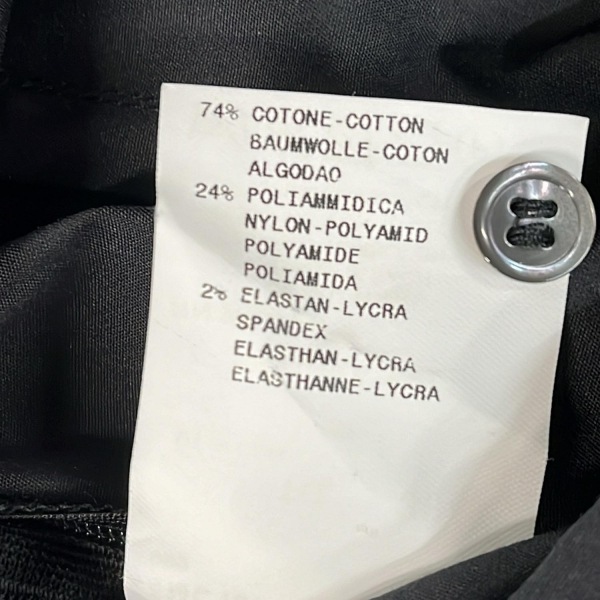 74% COTONE-COTTON
BAUMWOLLE-COTON
ALGODAO
24% POLIAMMIDICA
NYLON-POLYAMID
POLYAMIDE
POLIAMIDA
2% ELASTAN-LYCRA
SPANDEX
ELASTHAN-LYCRA
ELASTHANNE-LYCRA